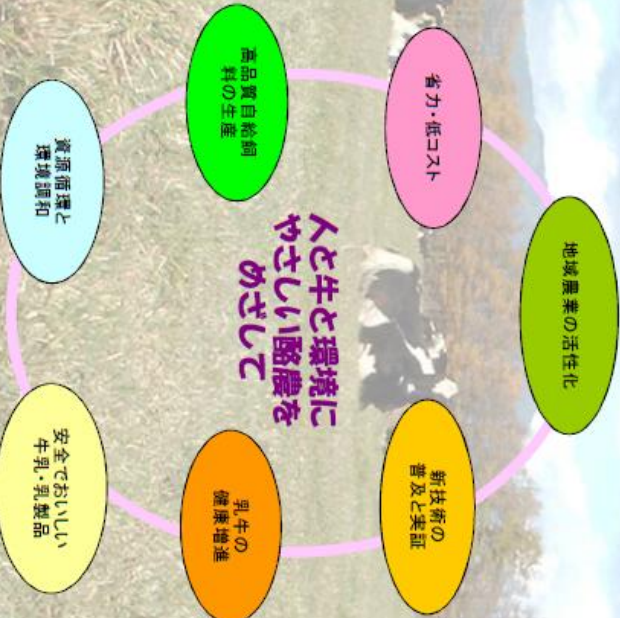 地域農業の活性化
省力・低コスト
新技術の
普及と実証
人と牛と環境に
やさしい酪農を
めざして
高品質自給飼
料の生産
乳牛の
健康増進
資源循環と
環境調和
安全でおいしい
牛乳・乳製品